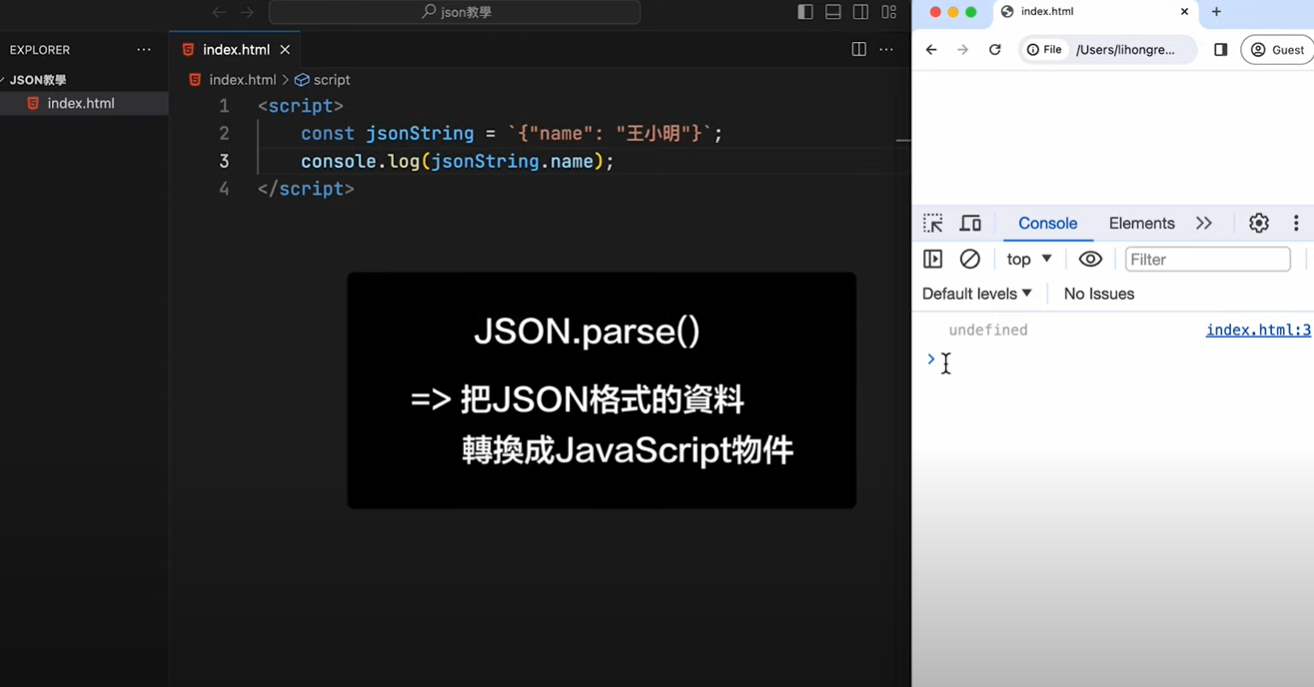 json教學
EXPLORER
index.html
JSON教學
index.html
index.html > script
1 <script>
2 const jsonString = `{"name": "王小明"}`;
3 console.log(jsonString.name);
4 </script>
JSON.parse()
=> 把JSON格式的資料
轉換成JavaScript物件
index.html
File /Users/lihongre...
Guest
Console Elements
top Filter
Default levels No Issues
undefined index.html:3